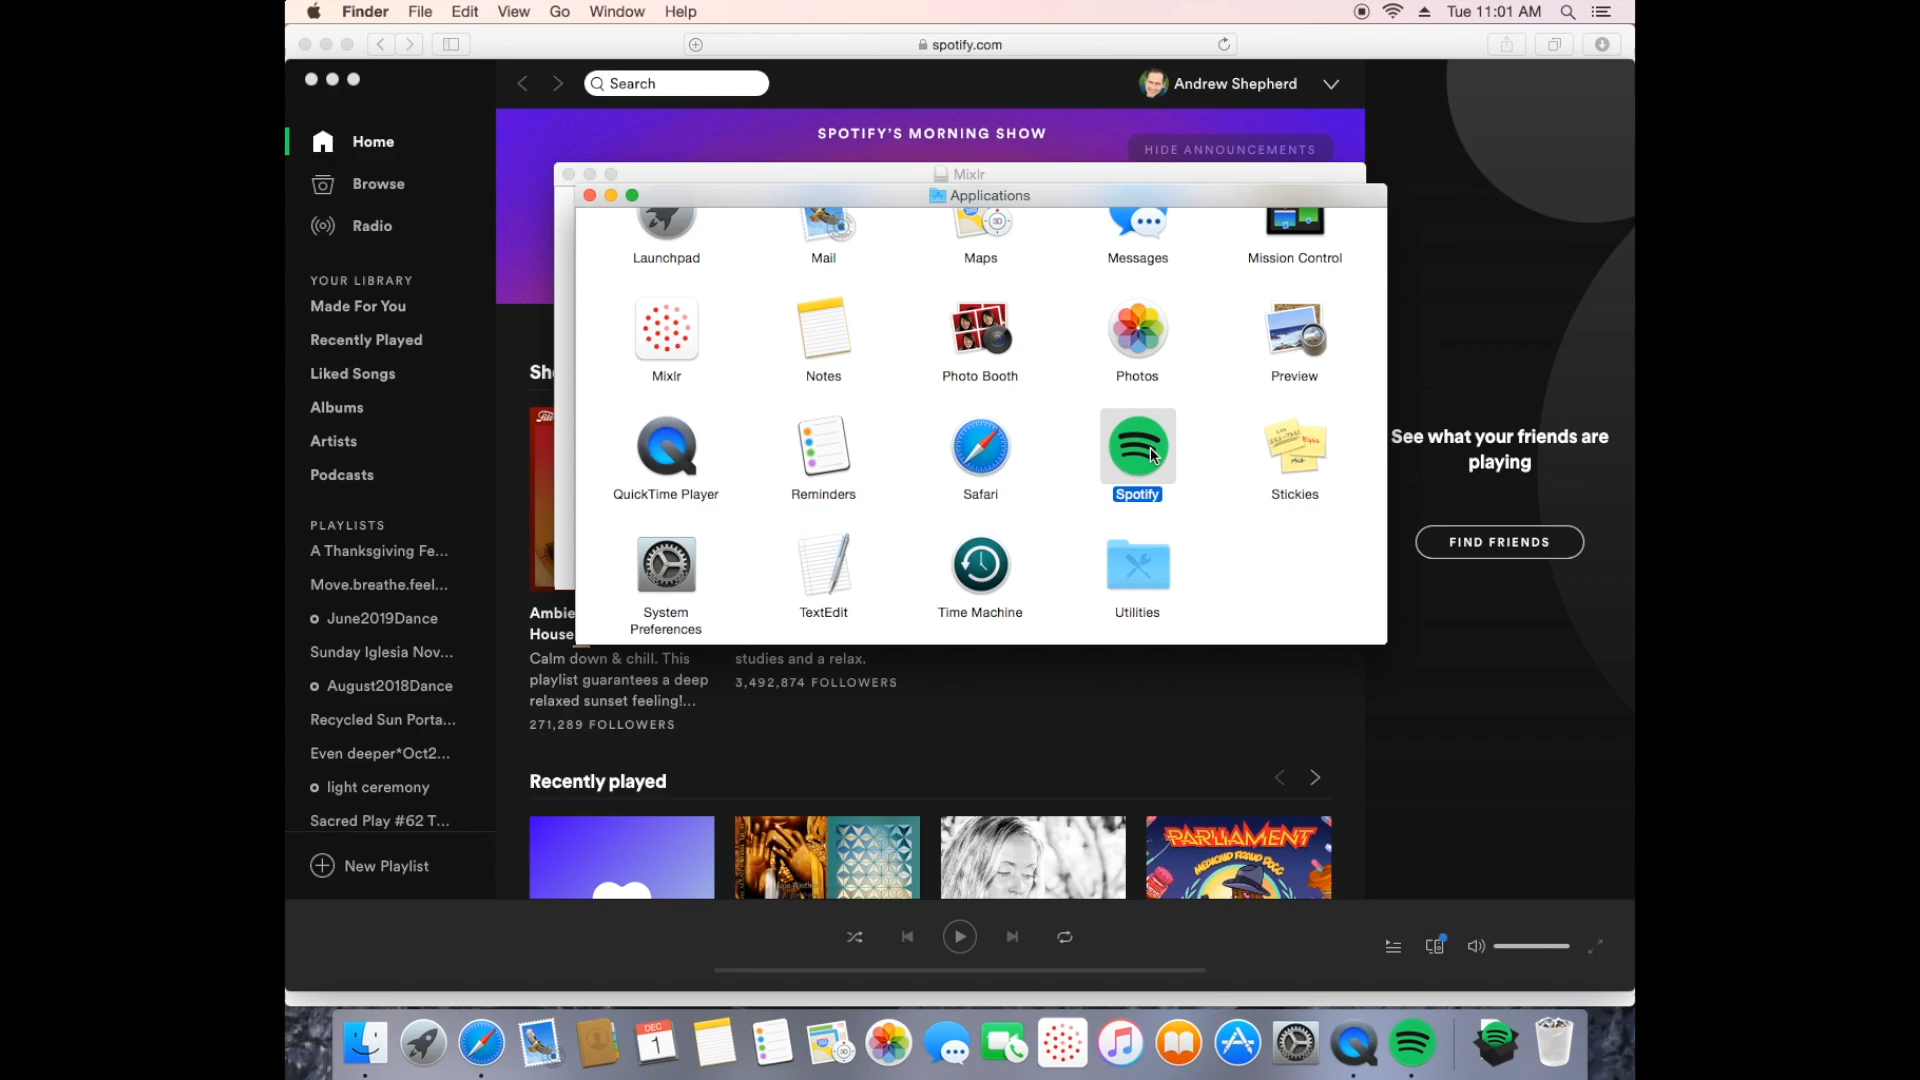 Finder File Edit View Go Window Help
Tue 11:01 AM
spotify.com
Search
Andrew Shepherd
SPOTIFY'S MORNING SHOW
HIDE ANNOUNCEMENTS
Home
Browse
Radio
YOUR LIBRARY
Made For You
Recently Played
Liked Songs
Albums
Artists
Podcasts
PLAYLISTS
A Thanksgiving Fe...
Move.breathe.feel...
June2019Dance
Sunday Iglesia Nov...
August2018Dance
Recycled Sun Porta...
Even deeper*Oct2...
light ceremony
Sacred Play #62 T...
New Playlist
Mixlr
Applications
Launchpad Mail Maps Messages Mission Control
Mixlr Notes Photo Booth Photos Preview
QuickTime Player Reminders Safari Spotify Stickies
System TextEdit Time Machine Utilities
Preferences
Sh
Ambie
House
Calm down & chill. This
playlist guarantees a deep
relaxed sunset feeling!...
271,289 FOLLOWERS
studies and a relax.
3,492,874 FOLLOWERS
See what your friends are
playing
FIND FRIENDS
Recently played
PARLIAMENT
MEDICAID FRAUD DOGG
DEC
1